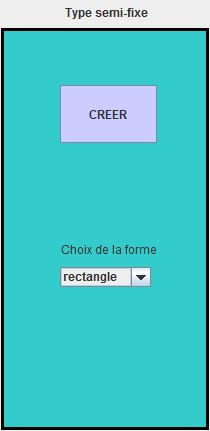 Type semi-fixe
CREER
Choix de la forme
rectangle